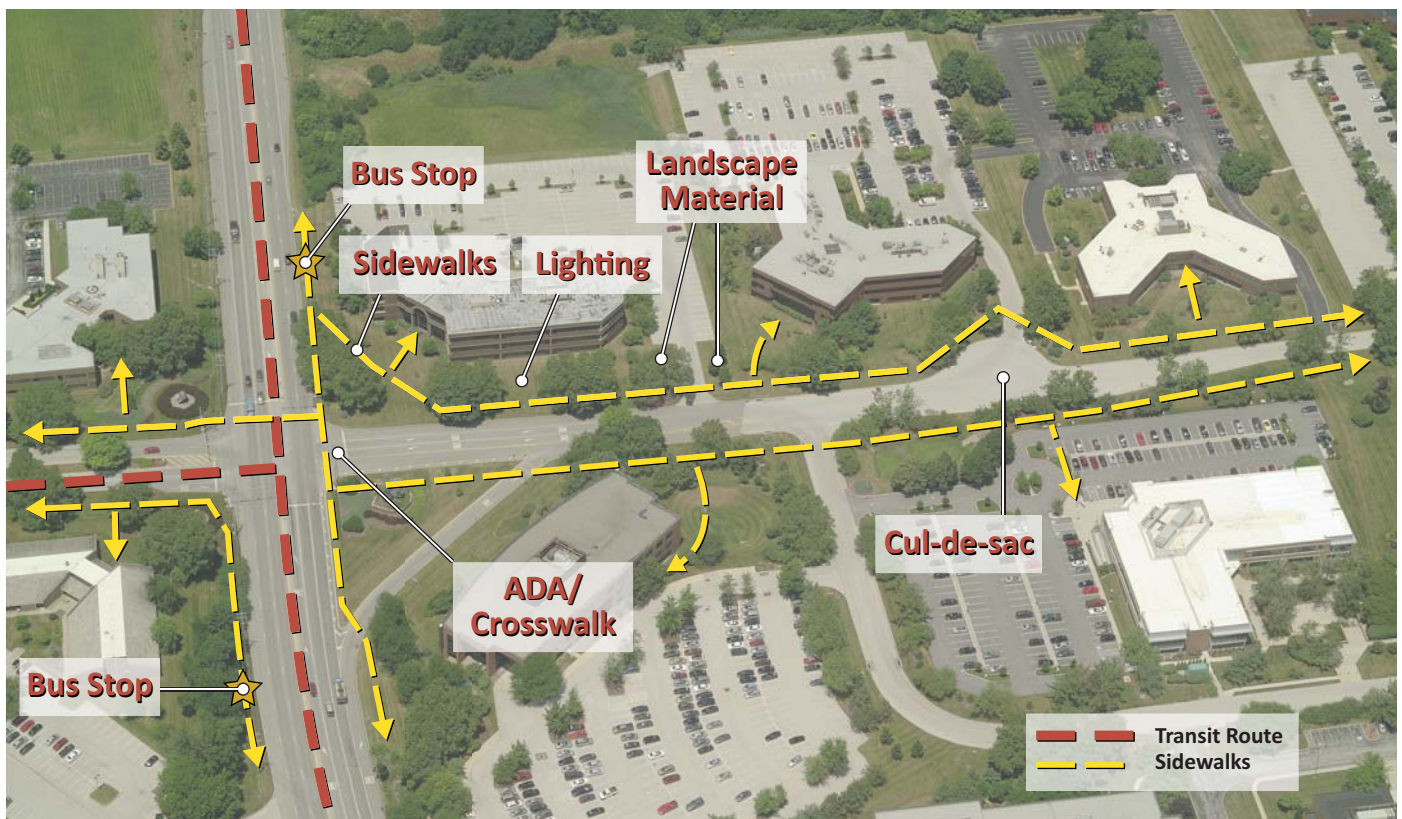 Bus Stop
Landscape
Material
Sidewalks
Lighting
Cul-de-sac
ADA/
Crosswalk
Bus Stop
Transit Route
Sidewalks